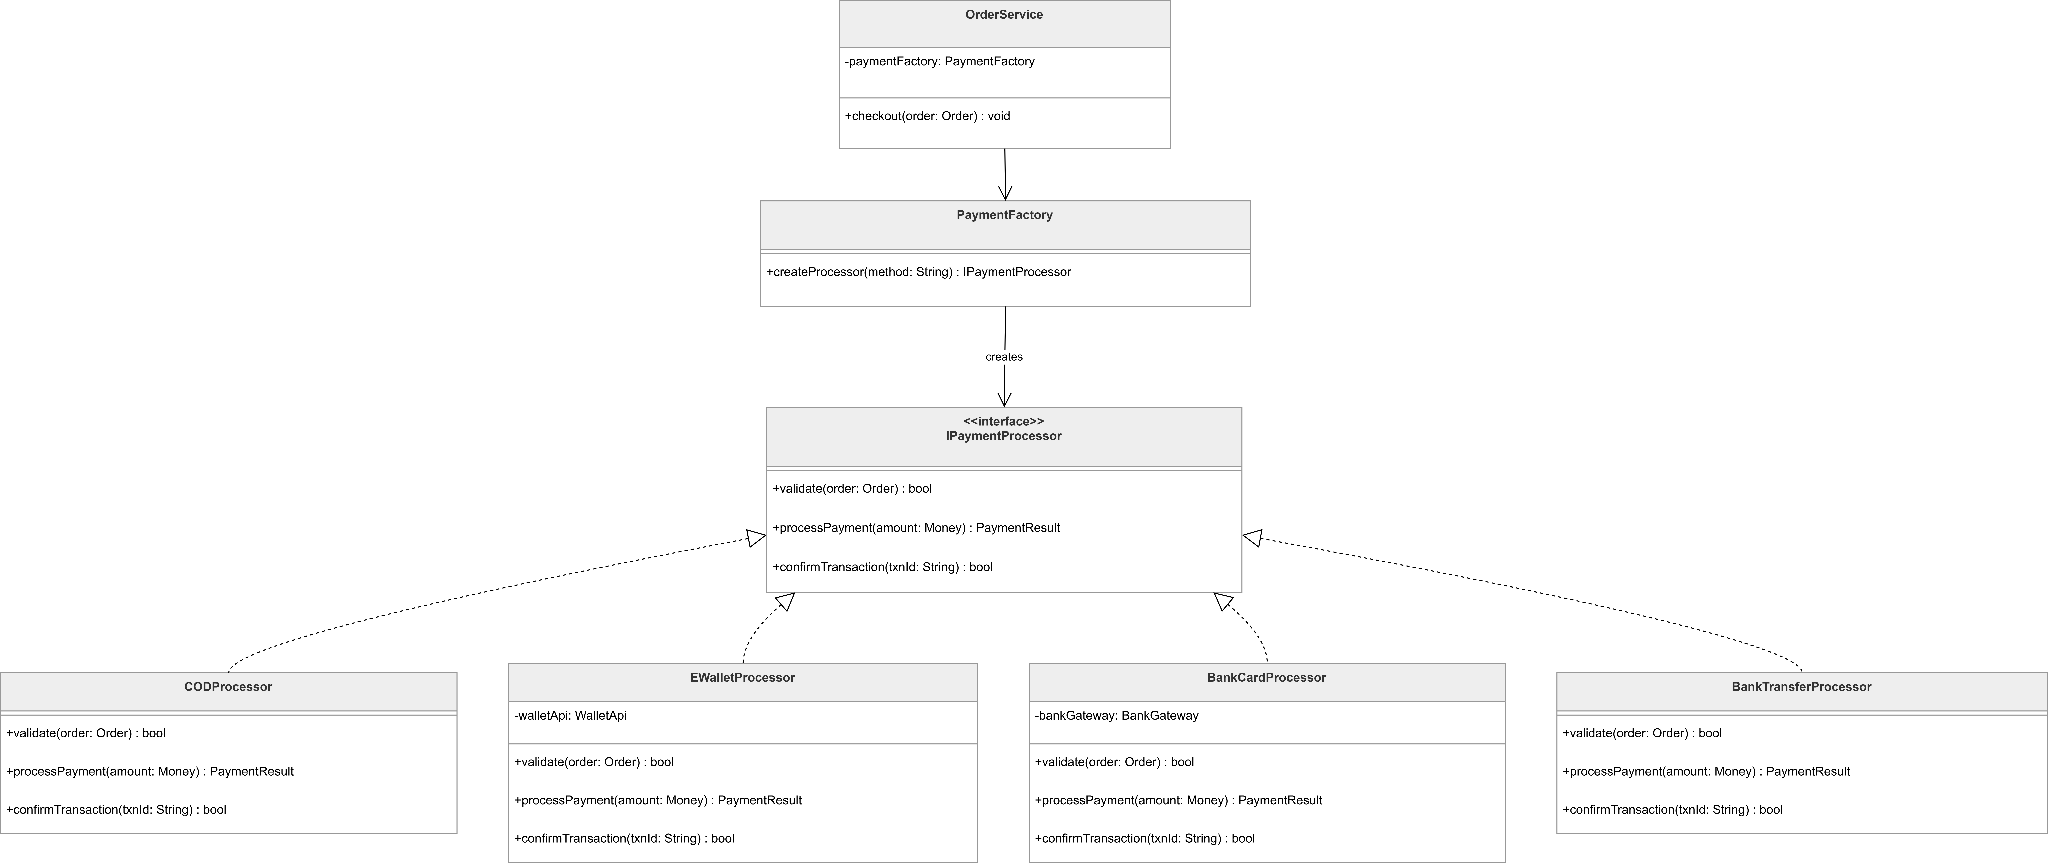 OrderService
-paymentFactory: PaymentFactory
+checkout(order: Order) : void
PaymentFactory
+createProcessor(method: String) : IPaymentProcessor
creates
<<interface>>
IPaymentProcessor
+validate(order: Order) : bool
+processPayment(amount: Money) : PaymentResult
+confirmTransaction(txnId: String) : bool
CODProcessor
+validate(order: Order) : bool
+processPayment(amount: Money) : PaymentResult
+confirmTransaction(txnId: String) : bool
EWalletProcessor
-walletApi: WalletApi
+validate(order: Order) : bool
+processPayment(amount: Money) : PaymentResult
+confirmTransaction(txnId: String) : bool
BankCardProcessor
-bankGateway: BankGateway
+validate(order: Order) : bool
+processPayment(amount: Money) : PaymentResult
+confirmTransaction(txnId: String) : bool
BankTransferProcessor
+validate(order: Order) : bool
+processPayment(amount: Money) : PaymentResult
+confirmTransaction(txnId: String) : bool